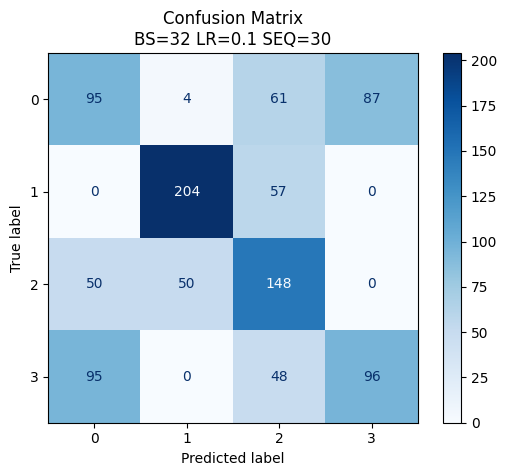 Confusion Matrix
BS=32 LR=0.1 SEQ=30
200
175
150
125
100
75
50
25
0
True label
0
95 4 61 87
1
0 204 57 0
2
50 50 148 0
3
95 0 48 96
0 1 2 3
Predicted label